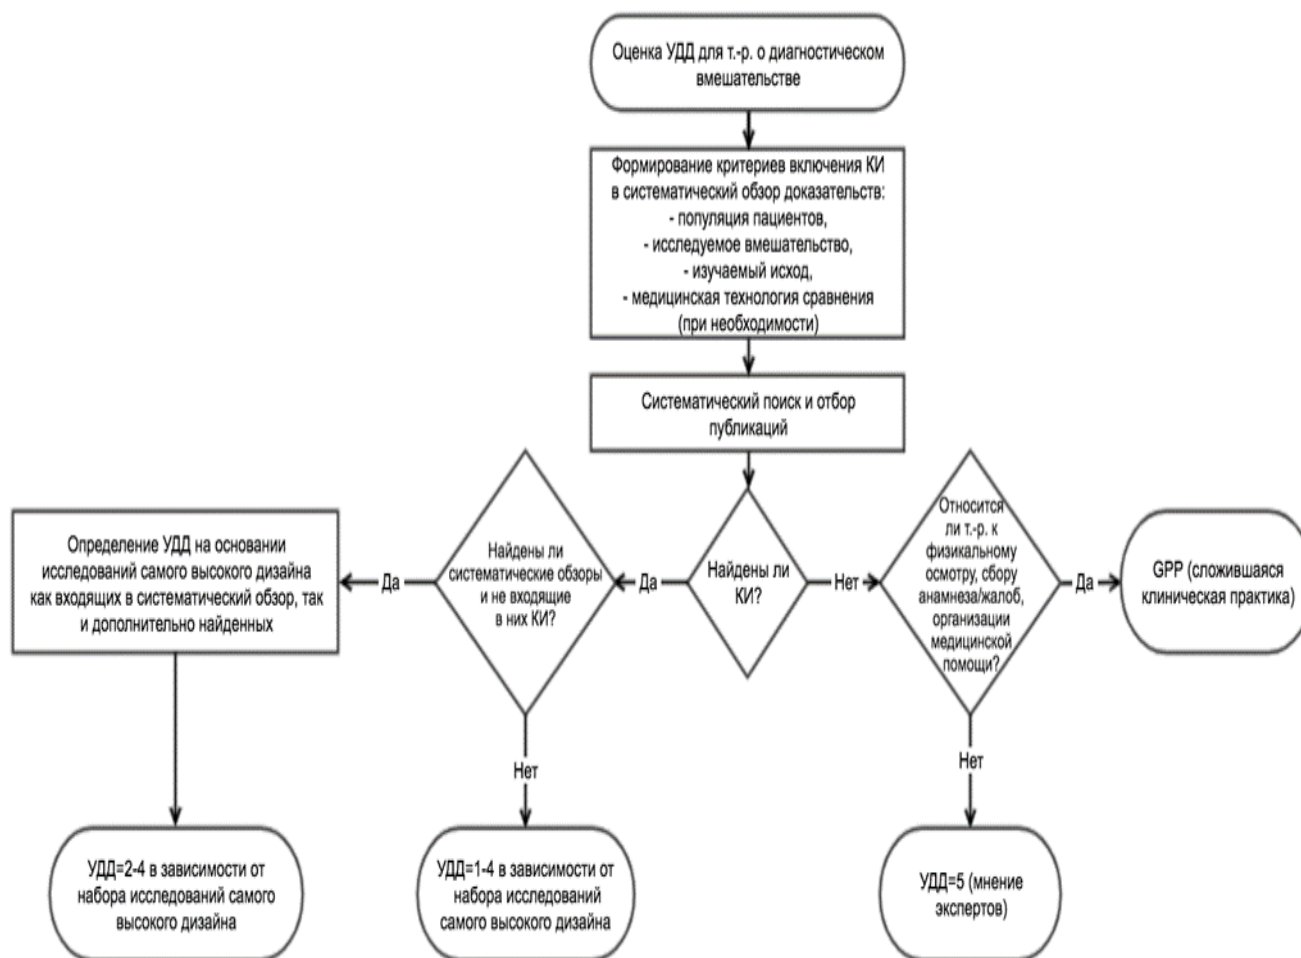 Оценка УДД для т.-р. о диагностическом
вмешательстве
Формирование критериев включения КИ
в систематический обзор доказательств:
- популяция пациентов,
- исследуемое вмешательство,
- изучаемый исход,
- медицинская технология сравнения
(при необходимости)
Систематический поиск и отбор
публикаций
Найдены ли
КИ?
Да
Нет
Найдены ли
систематические обзоры
и не входящие
в них КИ?
Да
Нет
Определение УДД на основании
исследований самого высокого дизайна
как входящих в систематический обзор, так
и дополнительно найденных
Относится
ли т.-р. к
физикальному
осмотру, сбору
анамнеза/жалоб,
организации
медицинской
помощи?
Да
Нет
GPP (сложившаяся
клиническая практика)
УДД=2-4 в зависимости от
набора исследований самого
высокого дизайна
УДД=1-4 в зависимости от
набора исследований
самого высокого дизайна
УДД=5 (мнение
экспертов)